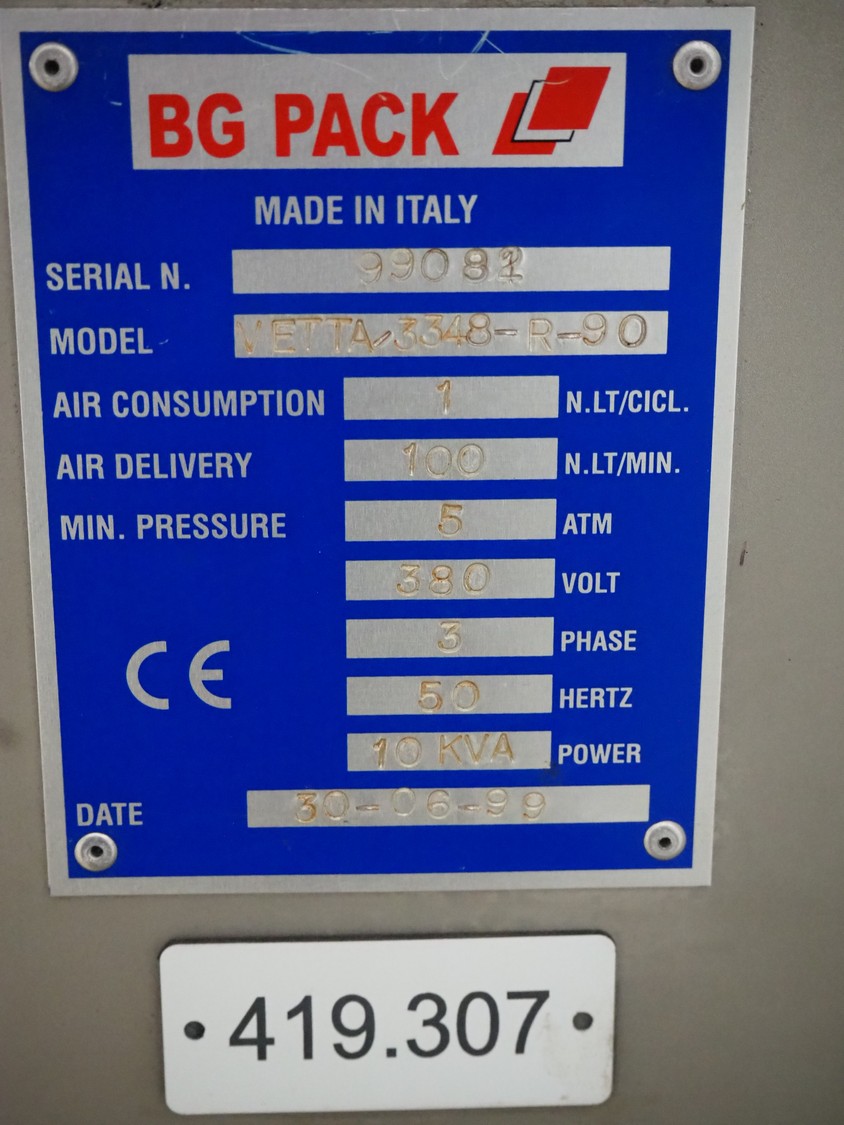 BG PACK
MADE IN ITALY
SERIAL N. 99082
MODEL VETTA/3348-R-90
AIR CONSUMPTION 1 N.LT/CICL.
AIR DELIVERY 100 N.LT/MIN.
MIN. PRESSURE 5 ATM
380 VOLT
3 PHASE
CE 50 HERTZ
10 KVA POWER
DATE 30-06-99
419.307